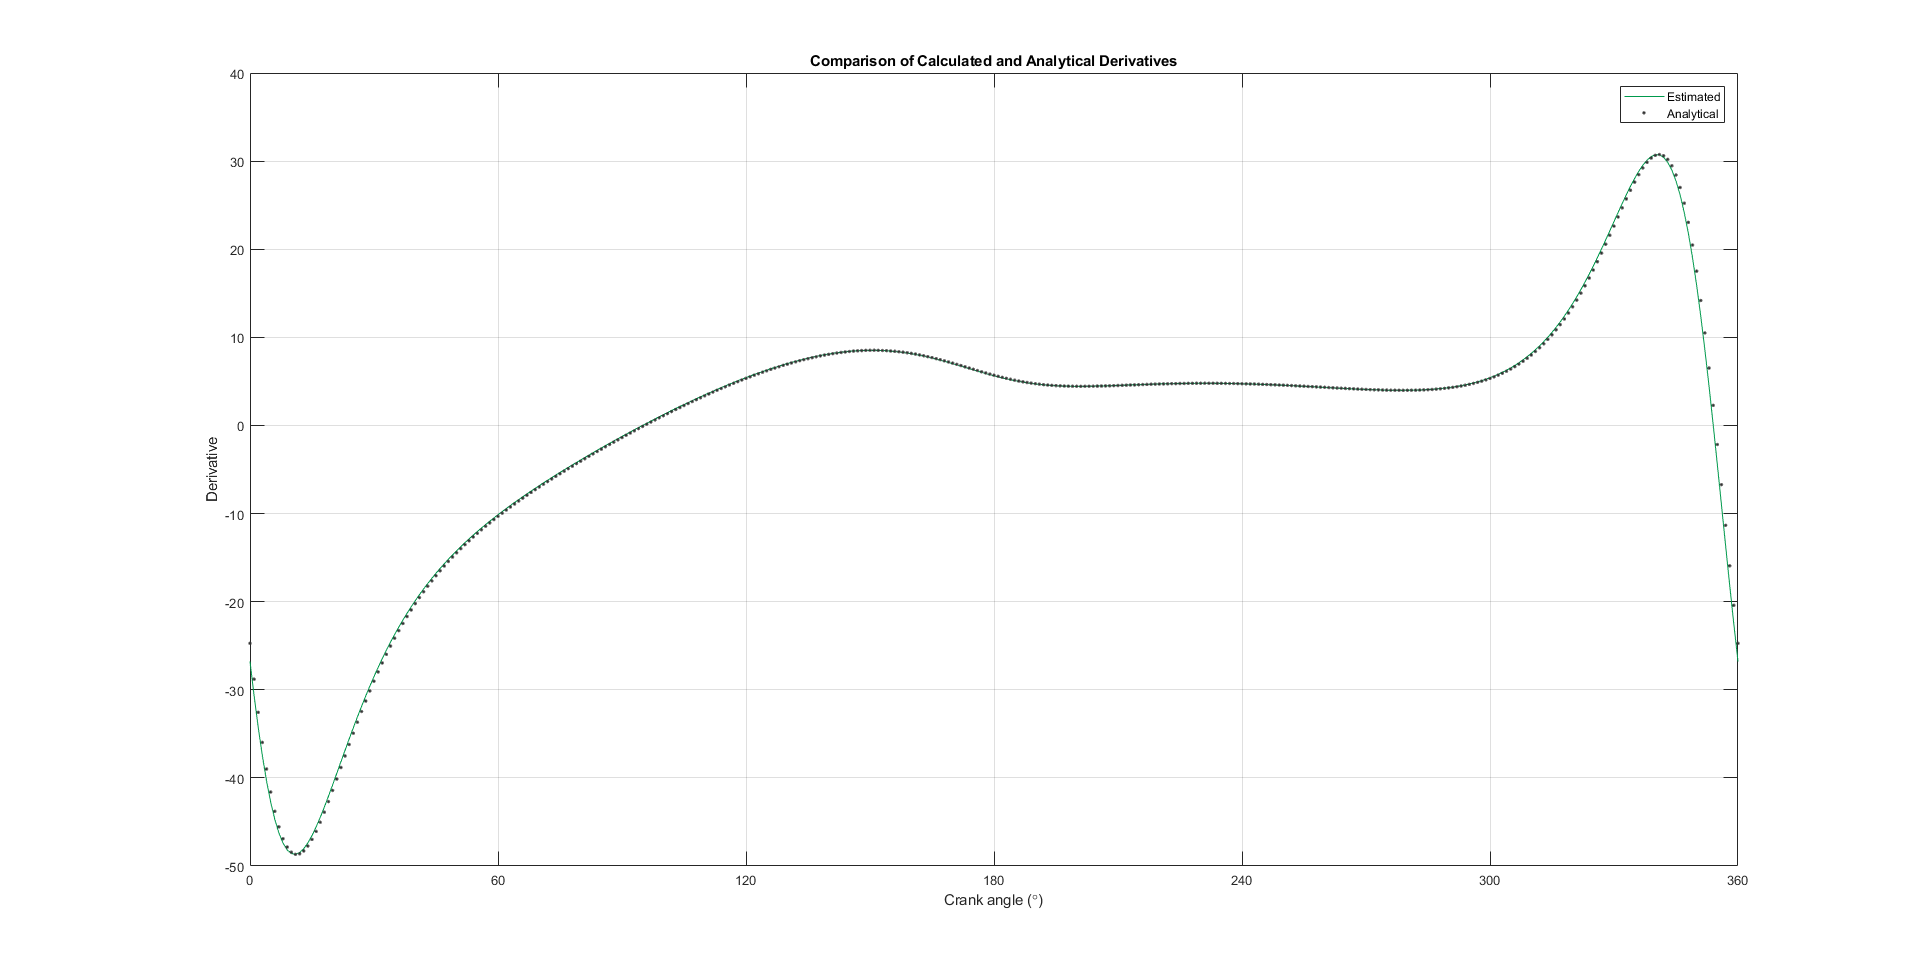 Comparison of Calculated and Analytical Derivatives
40
30
20
10
0
-10
-20
-30
-40
-50
Derivative
Estimated
Analytical
0 60 120 180 240 300 360
Crank angle (°)